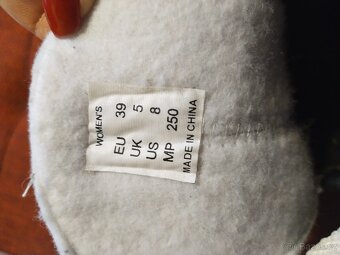 WOMEN'S
EU 39
UK 5
US 8
MP 250
MADE IN CHINA